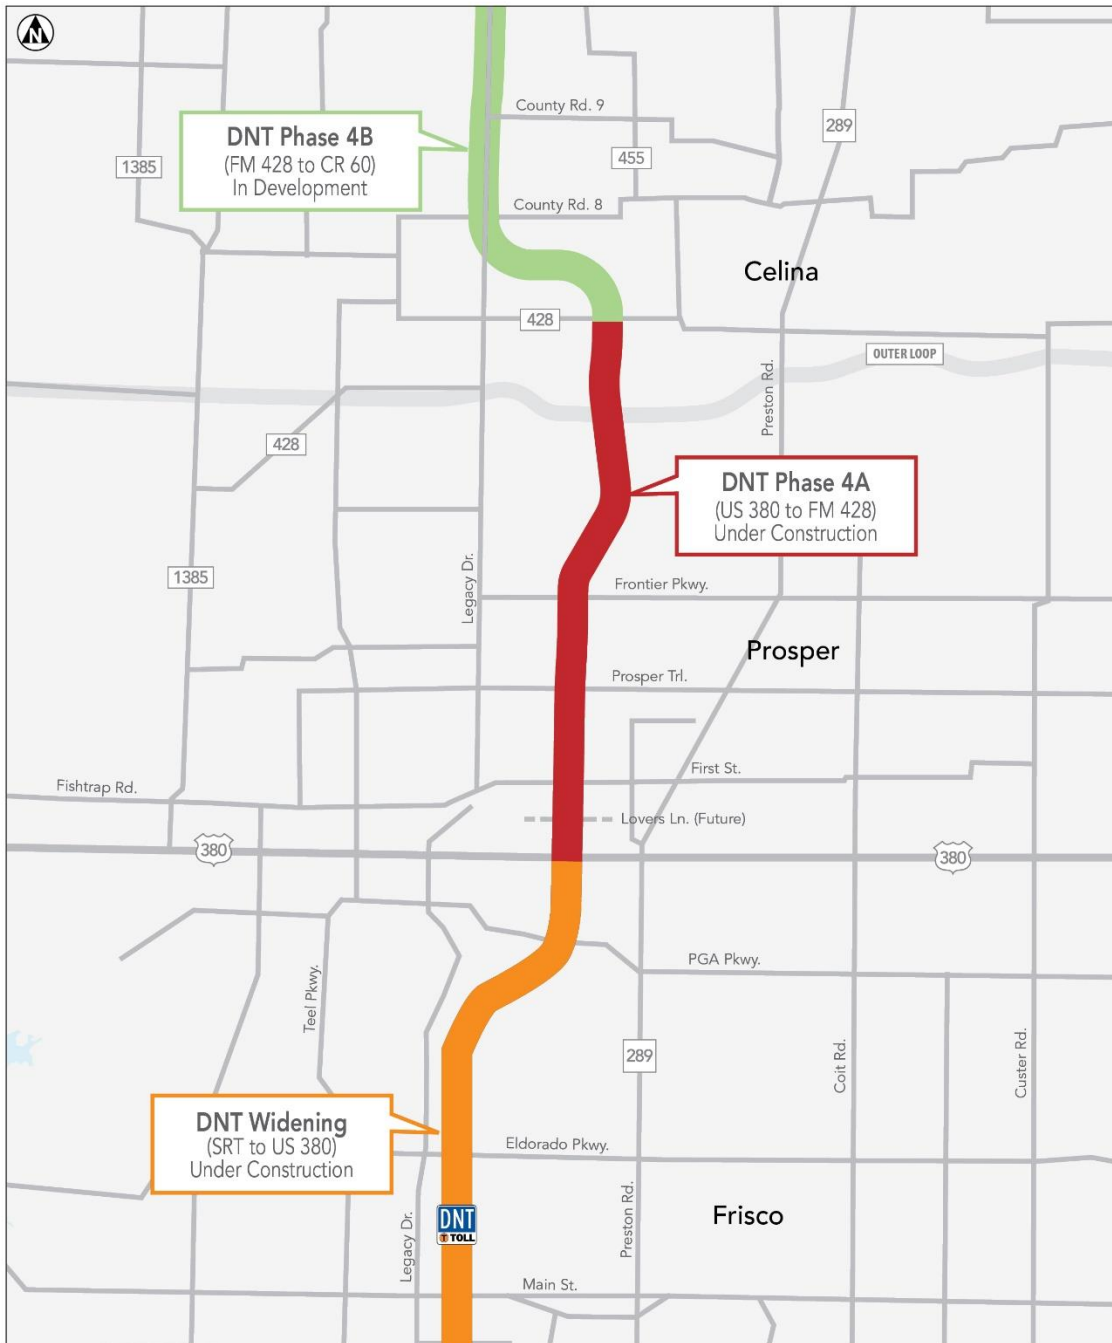 N
County Rd. 9
289
DNT Phase 4B
(FM 428 to CR 60)
In Development
1385
455
County Rd. 8
Celina
428
OUTER LOOP
Preston Rd.
428
DNT Phase 4A
(US 380 to FM 428)
Under Construction
1385
Legacy Dr.
Frontier Pkwy.
Prosper
Prosper Trl.
First St.
Fishtrap Rd.
Lovers Ln. (Future)
380
380
PGA Pkwy.
Teel Pkwy.
289
Coit Rd.
Custer Rd.
DNT Widening
(SRT to US 380)
Under Construction
Eldorado Pkwy.
Preston Rd.
Frisco
DNT
T TOLL
Legacy Dr.
Main St.